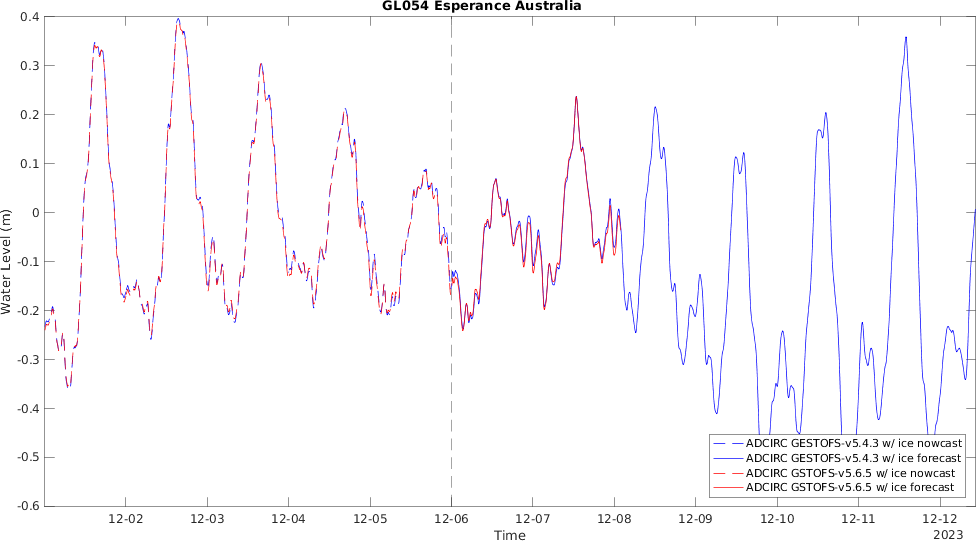 GL054 Esperance Australia
0.4
0.3
0.2
0.1
0
-0.1
-0.2
-0.3
-0.4
-0.5
-0.6
Water Level (m)
ADCIRC GESTOFS-v5.4.3 w/ ice nowcast
ADCIRC GESTOFS-v5.4.3 w/ ice forecast
ADCIRC GSTOFS-v5.6.5 w/ ice nowcast
ADCIRC GSTOFS-v5.6.5 w/ ice forecast
12-02 12-03 12-04 12-05 12-06 12-07 12-08 12-09 12-10 12-11 12-12
Time
2023